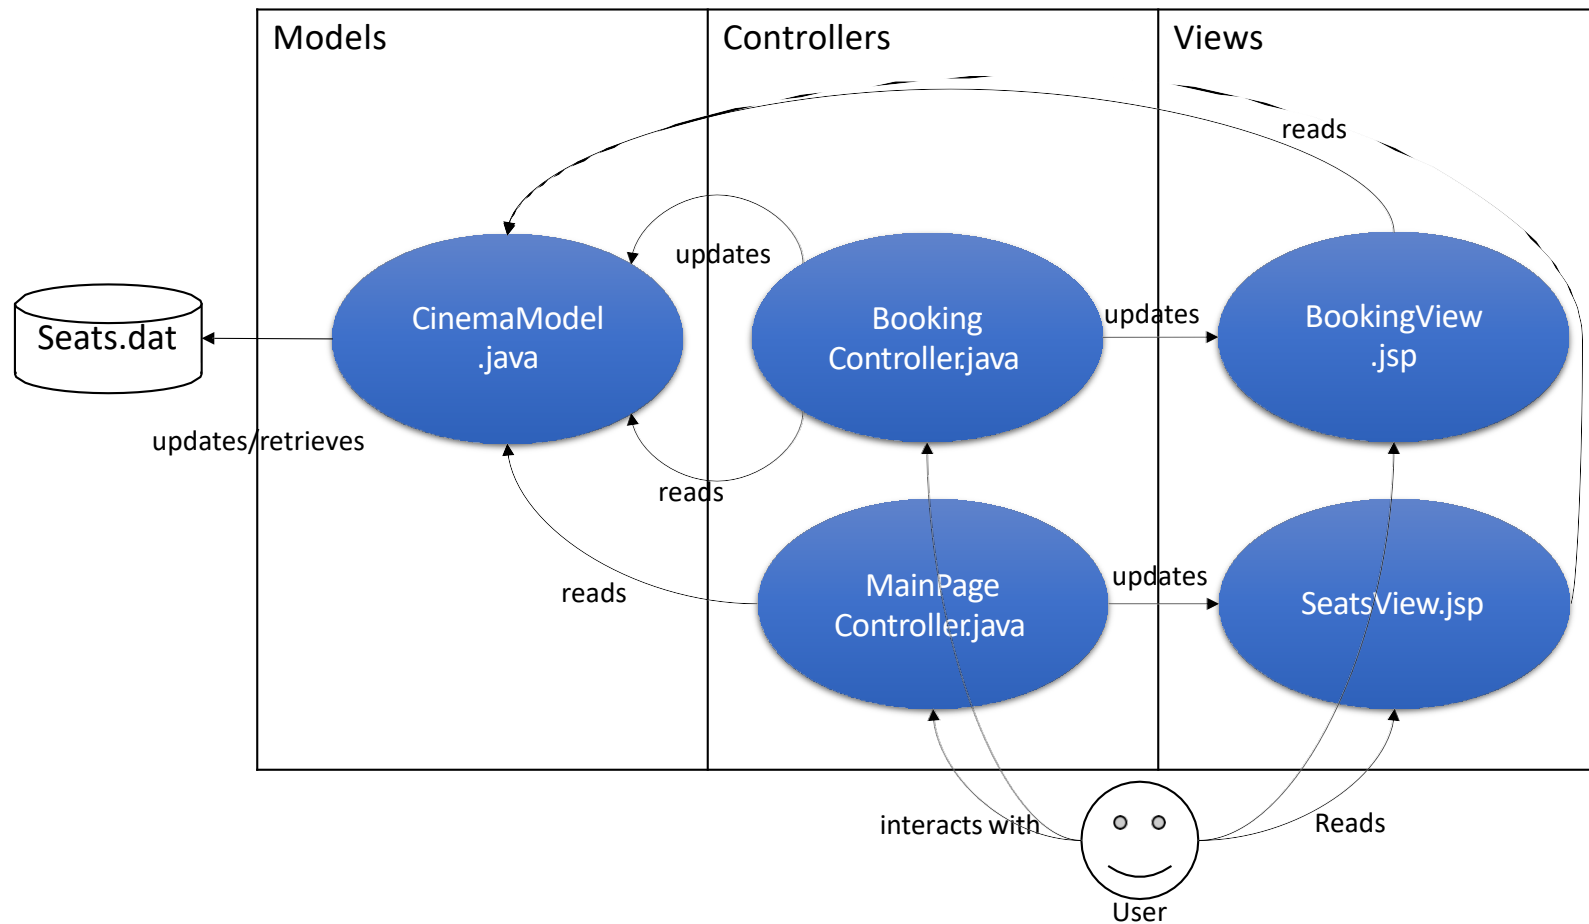 Models
Controllers
Views
reads
updates
CinemaModel
.java
Booking
Controller.java
updates
BookingView
.jsp
Seats.dat
updates/retrieves
reads
reads
MainPage
Controller.java
updates
SeatsView.jsp
interacts with
Reads
User